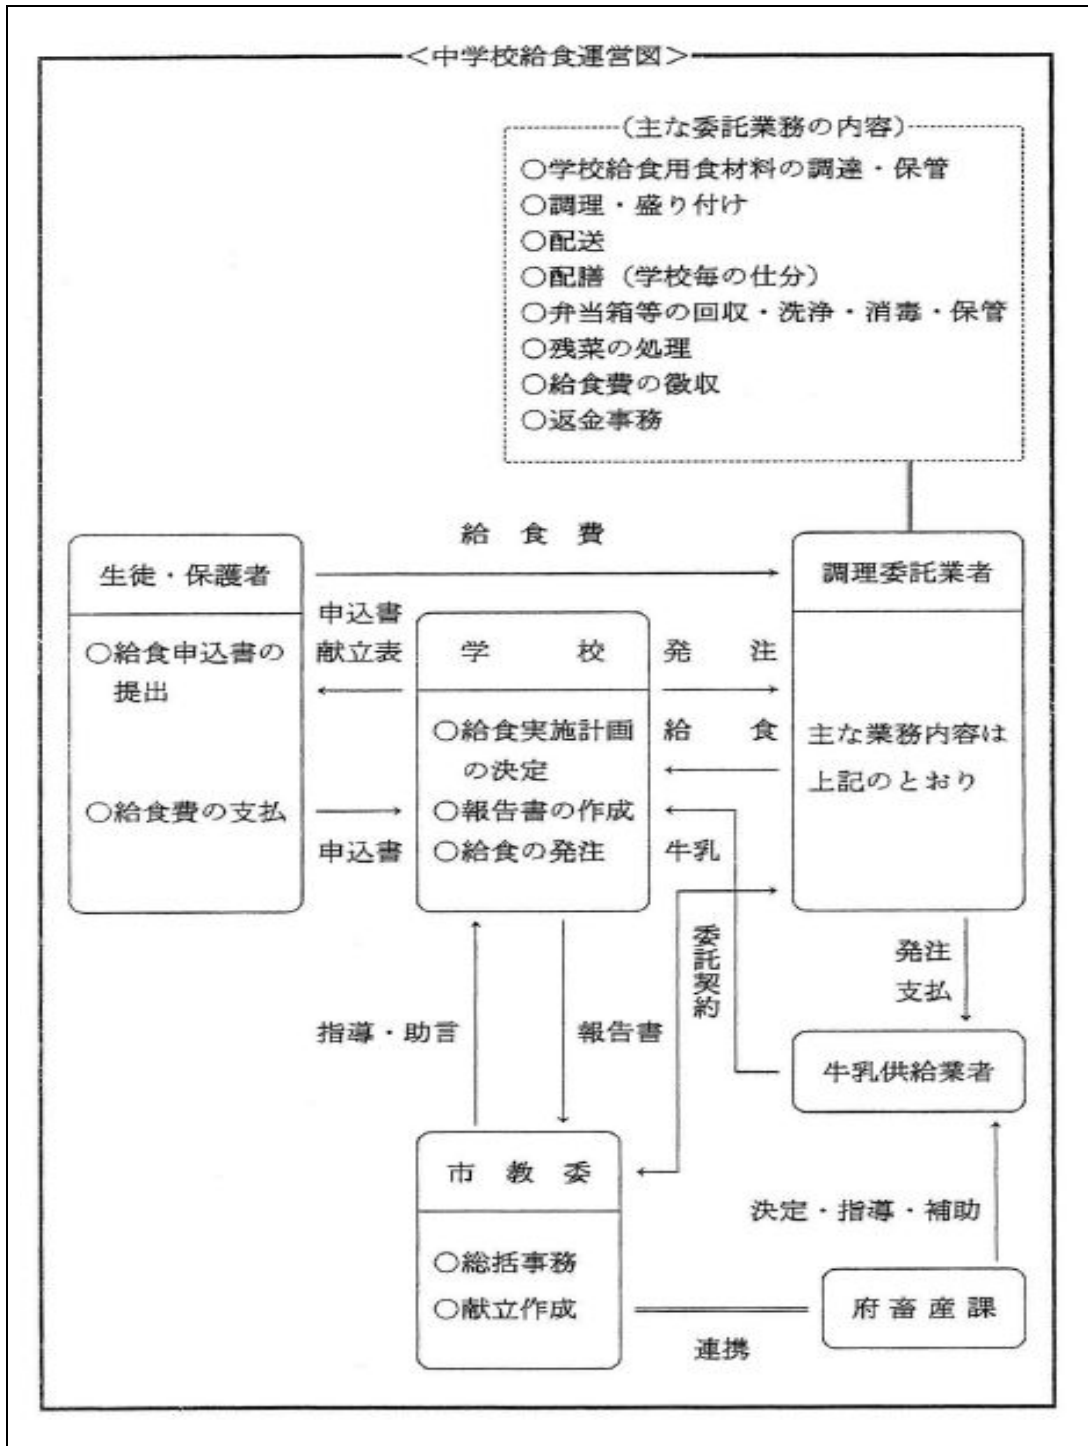 ＜中学校給食運営図＞
（主な委託業務の内容）
○学校給食用食材料の調達・保管
○調理・盛り付け
○配送
○配膳（学校毎の仕分）
○弁当箱等の回収・洗浄・消毒・保管
○残菜の処理
○給食費の徴収
○返金事務
給食費
生徒・保護者
○給食申込書の
提出
○給食費の支払
申込書
献立表
申込書
学校
○給食実施計画
の決定
○報告書の作成
○給食の発注
発注
給食
牛乳
調理委託業者
主な業務内容は
上記のとおり
委託契約
発注
支払
指導・助言
報告書
牛乳供給業者
市教委
○総括事務
○献立作成
決定・指導・補助
府畜産課
連携